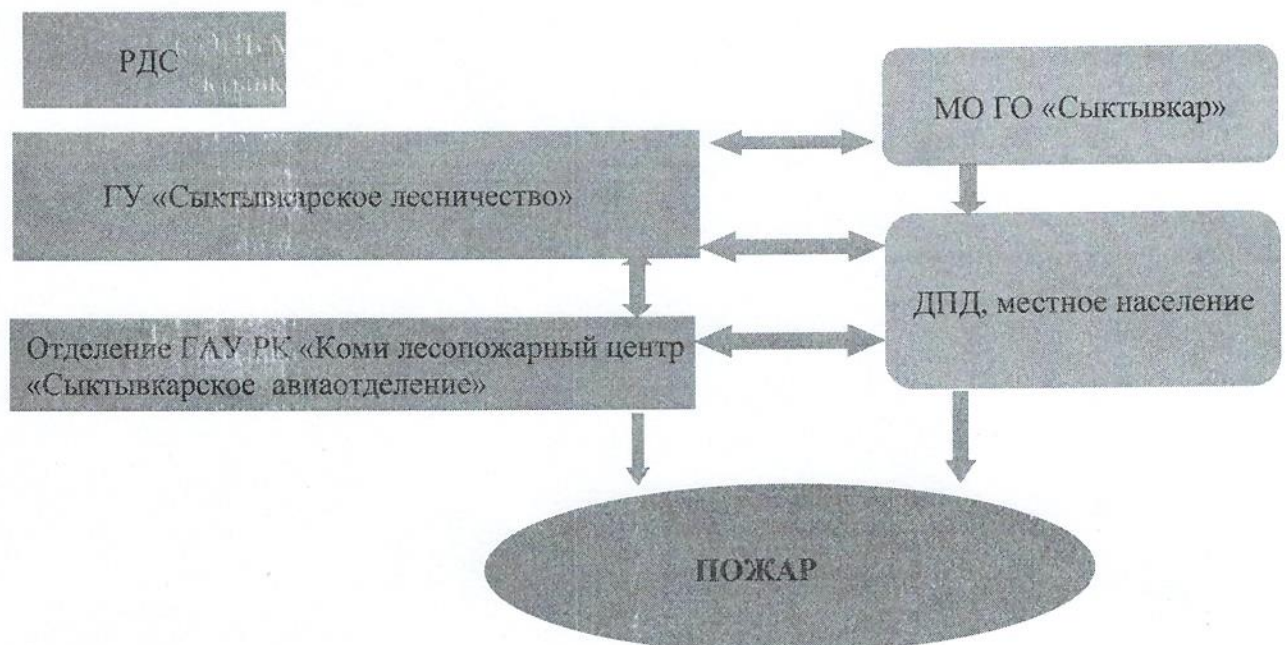 РДС
МО ГО «Сыктывкар»
ГУ «Сыктывкарское лесничество»
ДПД, местное население
Отделение ГАУ РК «Коми лесопожарный центр
«Сыктывкарское авиаотделение»
ПОЖАР